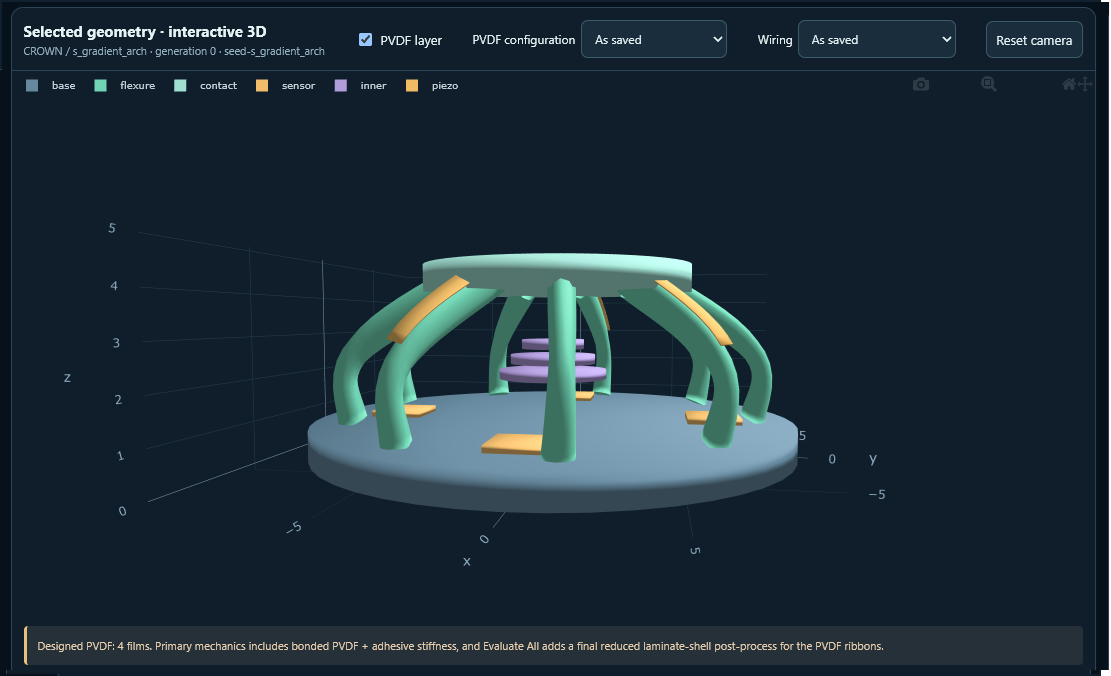 Selected geometry · interactive 3D
CROWN / s_gradient_arch · generation 0 · seed-s_gradient_arch
PVDF layer
PVDF configuration
As saved
Wiring
As saved
Reset camera
base
flexure
contact
sensor
inner
piezo
5
4
3
2
1
0
z
−5
0
5
x
5
0
−5
y
Designed PVDF: 4 films. Primary mechanics includes bonded PVDF + adhesive stiffness, and Evaluate All adds a final reduced laminate-shell post-process for the PVDF ribbons.